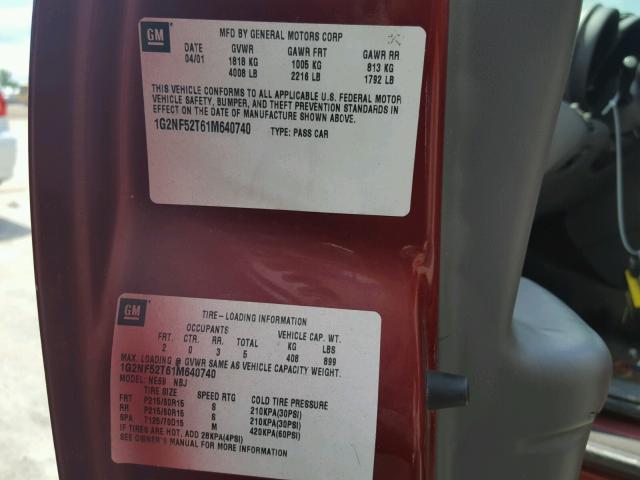 GM
MFD BY GENERAL MOTORS CORP
DATE GVWR GAWR FRT GAWR RR
04/01 1818 KG 1005 KG 813 KG
4008 LB 2216 LB 1792 LB
THIS VEHICLE CONFORMS TO ALL APPLICABLE U.S. FEDERAL MOTOR
VEHICLE SAFETY, BUMPER, AND THEFT PREVENTION STANDARDS IN
EFFECT ON THE DATE OF MANUFACTURE SHOWN ABOVE.
1G2NF52T61M640740 TYPE: PASS CAR
GM
TIRE-LOADING INFORMATION
OCCUPANTS VEHICLE CAP. WT.
FRT. CTR. RR. TOTAL KG LBS
2 0 3 5 408 899
MAX. LOADING @ GVWR SAME AS VEHICLE CAPACITY WEIGHT.
1G2NF52T61M640740
MODEL: NE69 NBJ
TIRE SIZE SPEED RTG COLD TIRE PRESSURE
FRT P215/60R15 S 210KPA(30PSI)
RR P215/60R15 S 210KPA(30PSI)
SPA T125/70D15 M 420KPA(60PSI)
IF TIRES ARE HOT, ADD 28KPA(4PSI)
SEE OWNER'S MANUAL FOR MORE INFORMATION